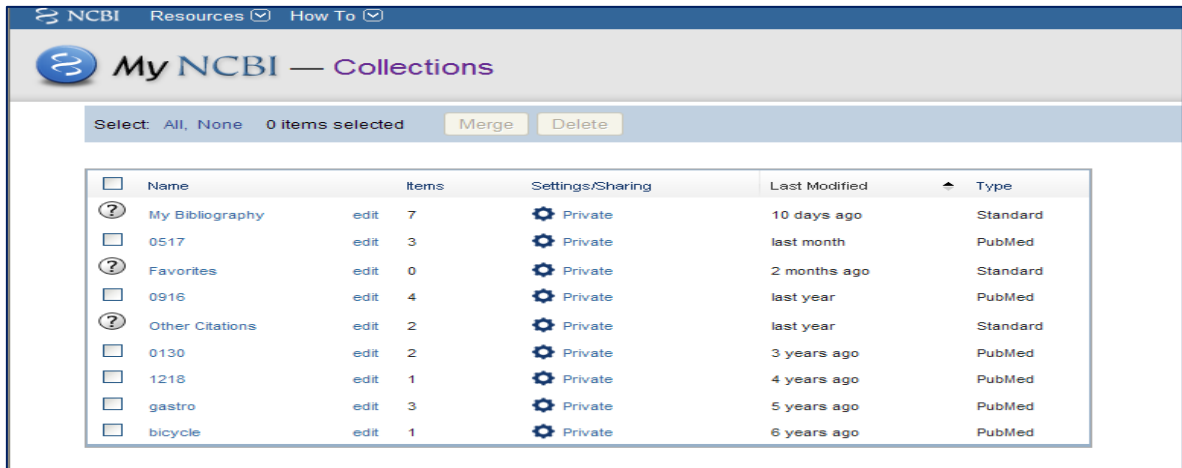 NCBI Resources How To
My NCBI — Collections
Select: All, None 0 items selected Merge Delete
Name Items Settings/Sharing Last Modified Type
? My Bibliography edit 7 Private 10 days ago Standard
0517 edit 3 Private last month PubMed
? Favorites edit 0 Private 2 months ago Standard
0916 edit 4 Private last year PubMed
? Other Citations edit 2 Private last year Standard
0130 edit 2 Private 3 years ago PubMed
1218 edit 1 Private 4 years ago PubMed
gastro edit 3 Private 5 years ago PubMed
bicycle edit 1 Private 6 years ago PubMed